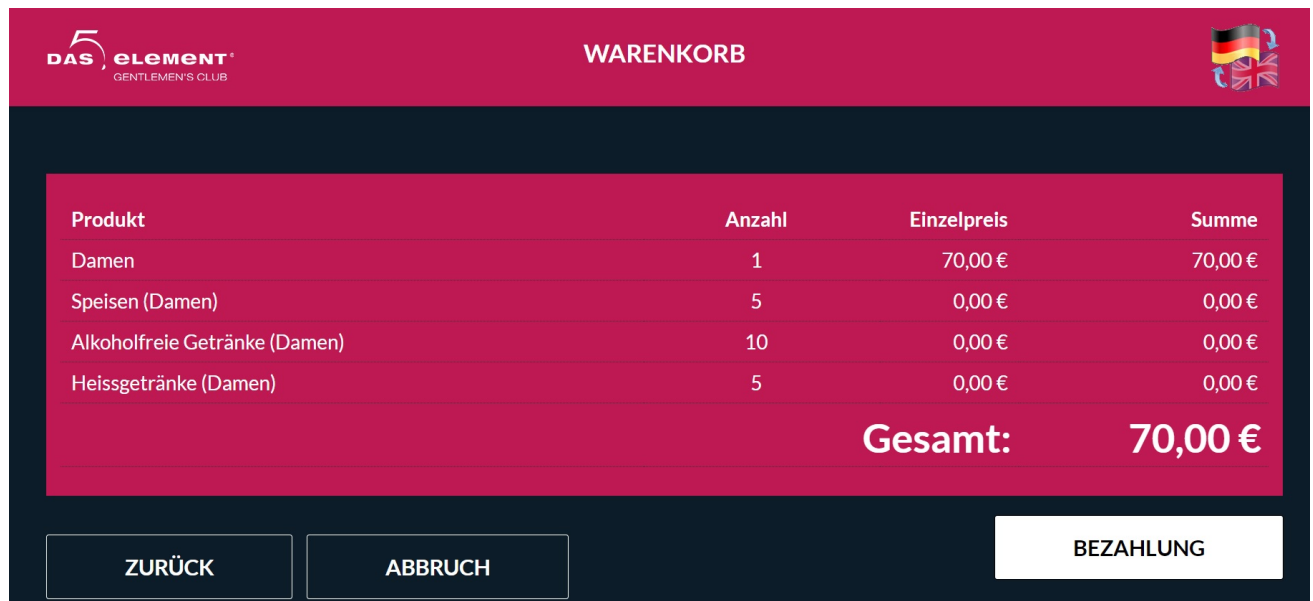 DAS 5 eLement®
GENTLEMEN'S CLUB
WARENKORB
Produkt Anzahl Einzelpreis Summe
Damen 1 70,00 € 70,00 €
Speisen (Damen) 5 0,00 € 0,00 €
Alkoholfreie Getränke (Damen) 10 0,00 € 0,00 €
Heissgetränke (Damen) 5 0,00 € 0,00 €
Gesamt: 70,00 €
ZURÜCK ABBRUCH BEZAHLUNG